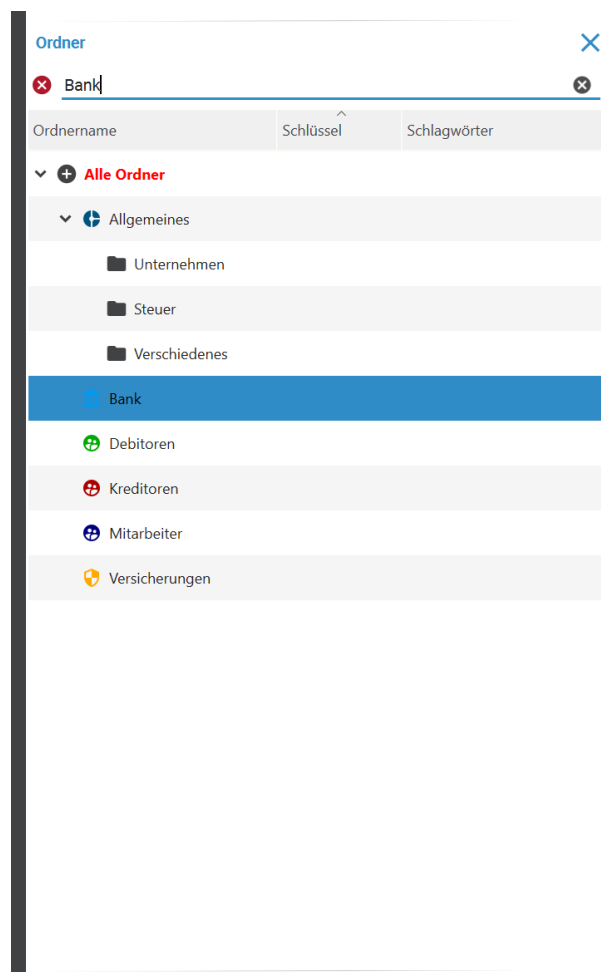 Ordner
Bank
Ordnername Schlüssel Schlagwörter
Alle Ordner
Allgemeines
Unternehmen
Steuer
Verschiedenes
Bank
Debitoren
Kreditoren
Mitarbeiter
Versicherungen